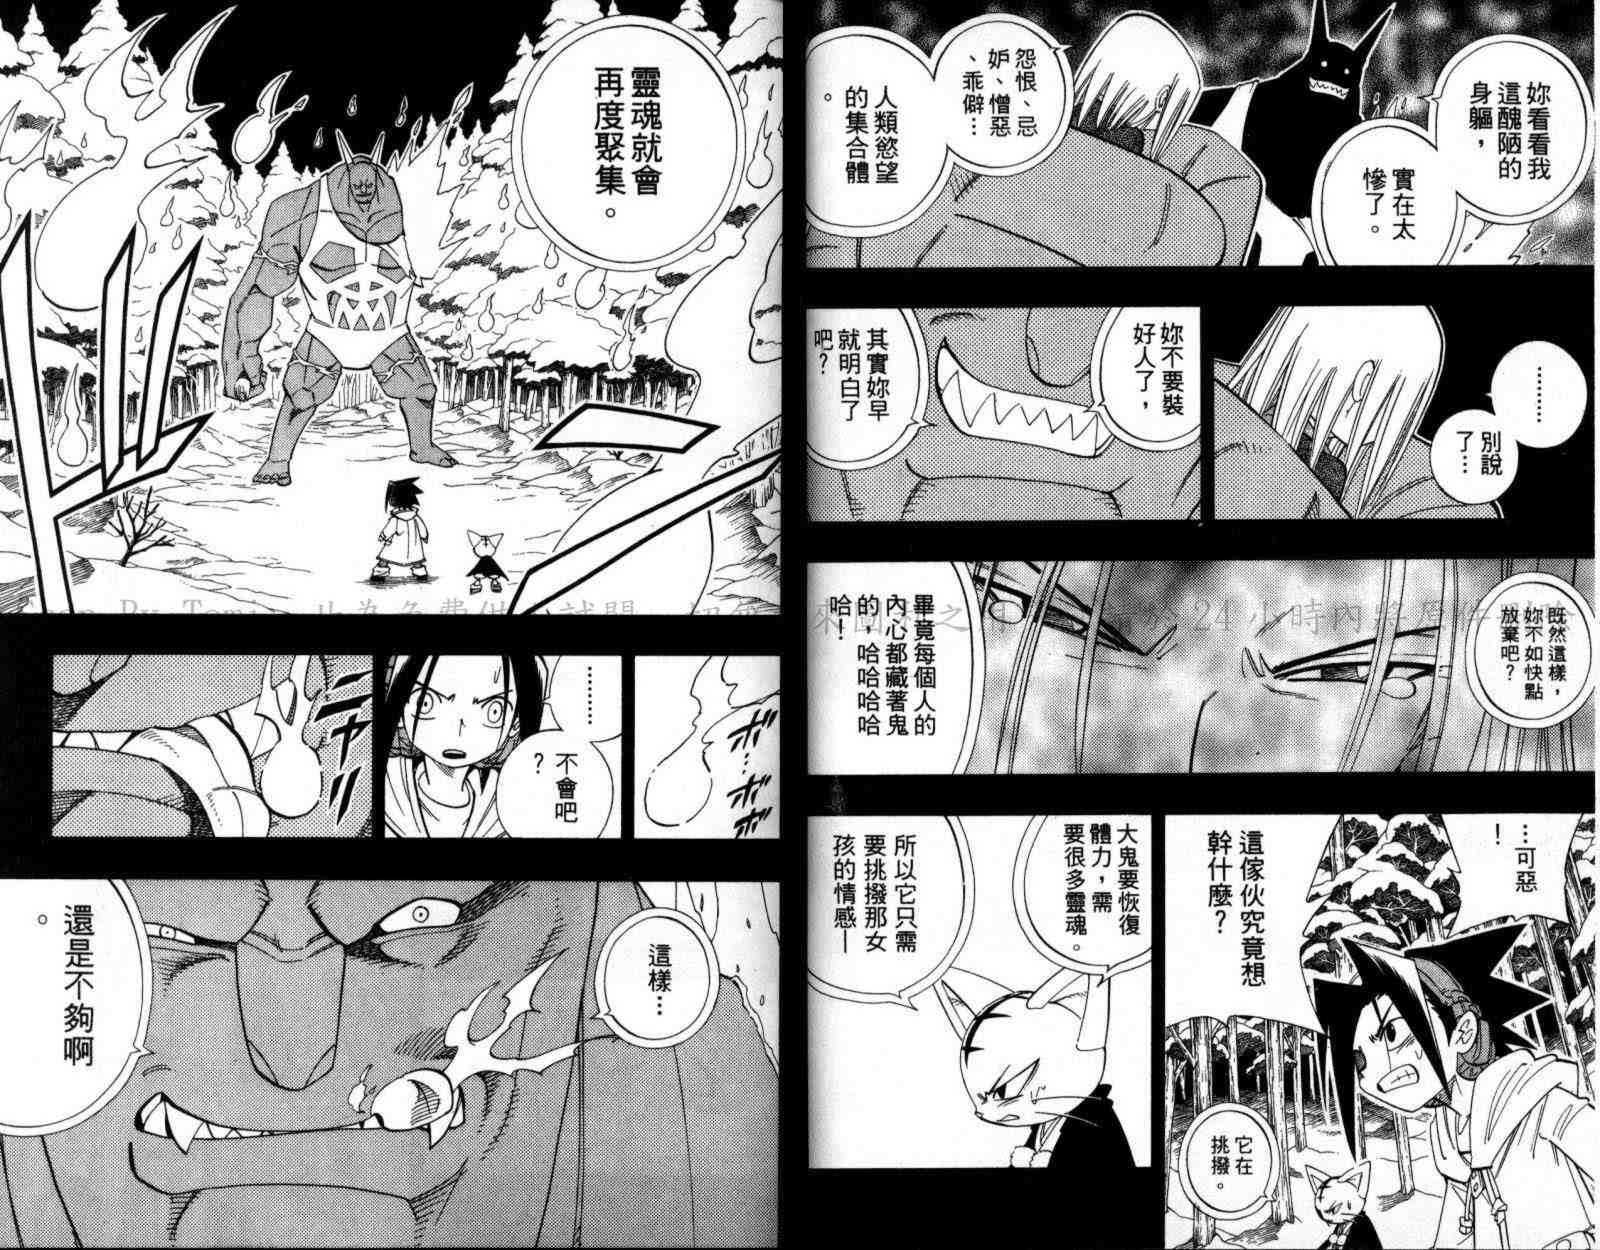 妳看看我
這醜陋的
身軀，
實在太
慘了。
怨恨、忌
妒、憎惡
、乖僻…
人類慾望
的集合體
。
………
別說
了…
妳不要裝
好人了，
其實妳早
就明白了
吧？
既然這樣，
妳不如快點
放棄吧？
畢竟每個人的
內心都藏著鬼
的，哈哈哈哈
哈！
…可惡
！
這傢伙究竟想
幹什麼？
它在
挑撥。
大鬼要恢復
體力，需
要很多靈魂。
所以它只需
要挑撥那女
孩的情感—
靈魂就會
再度聚集。
ボボボボ
………
不會吧
？
這樣…
還是不夠啊
。